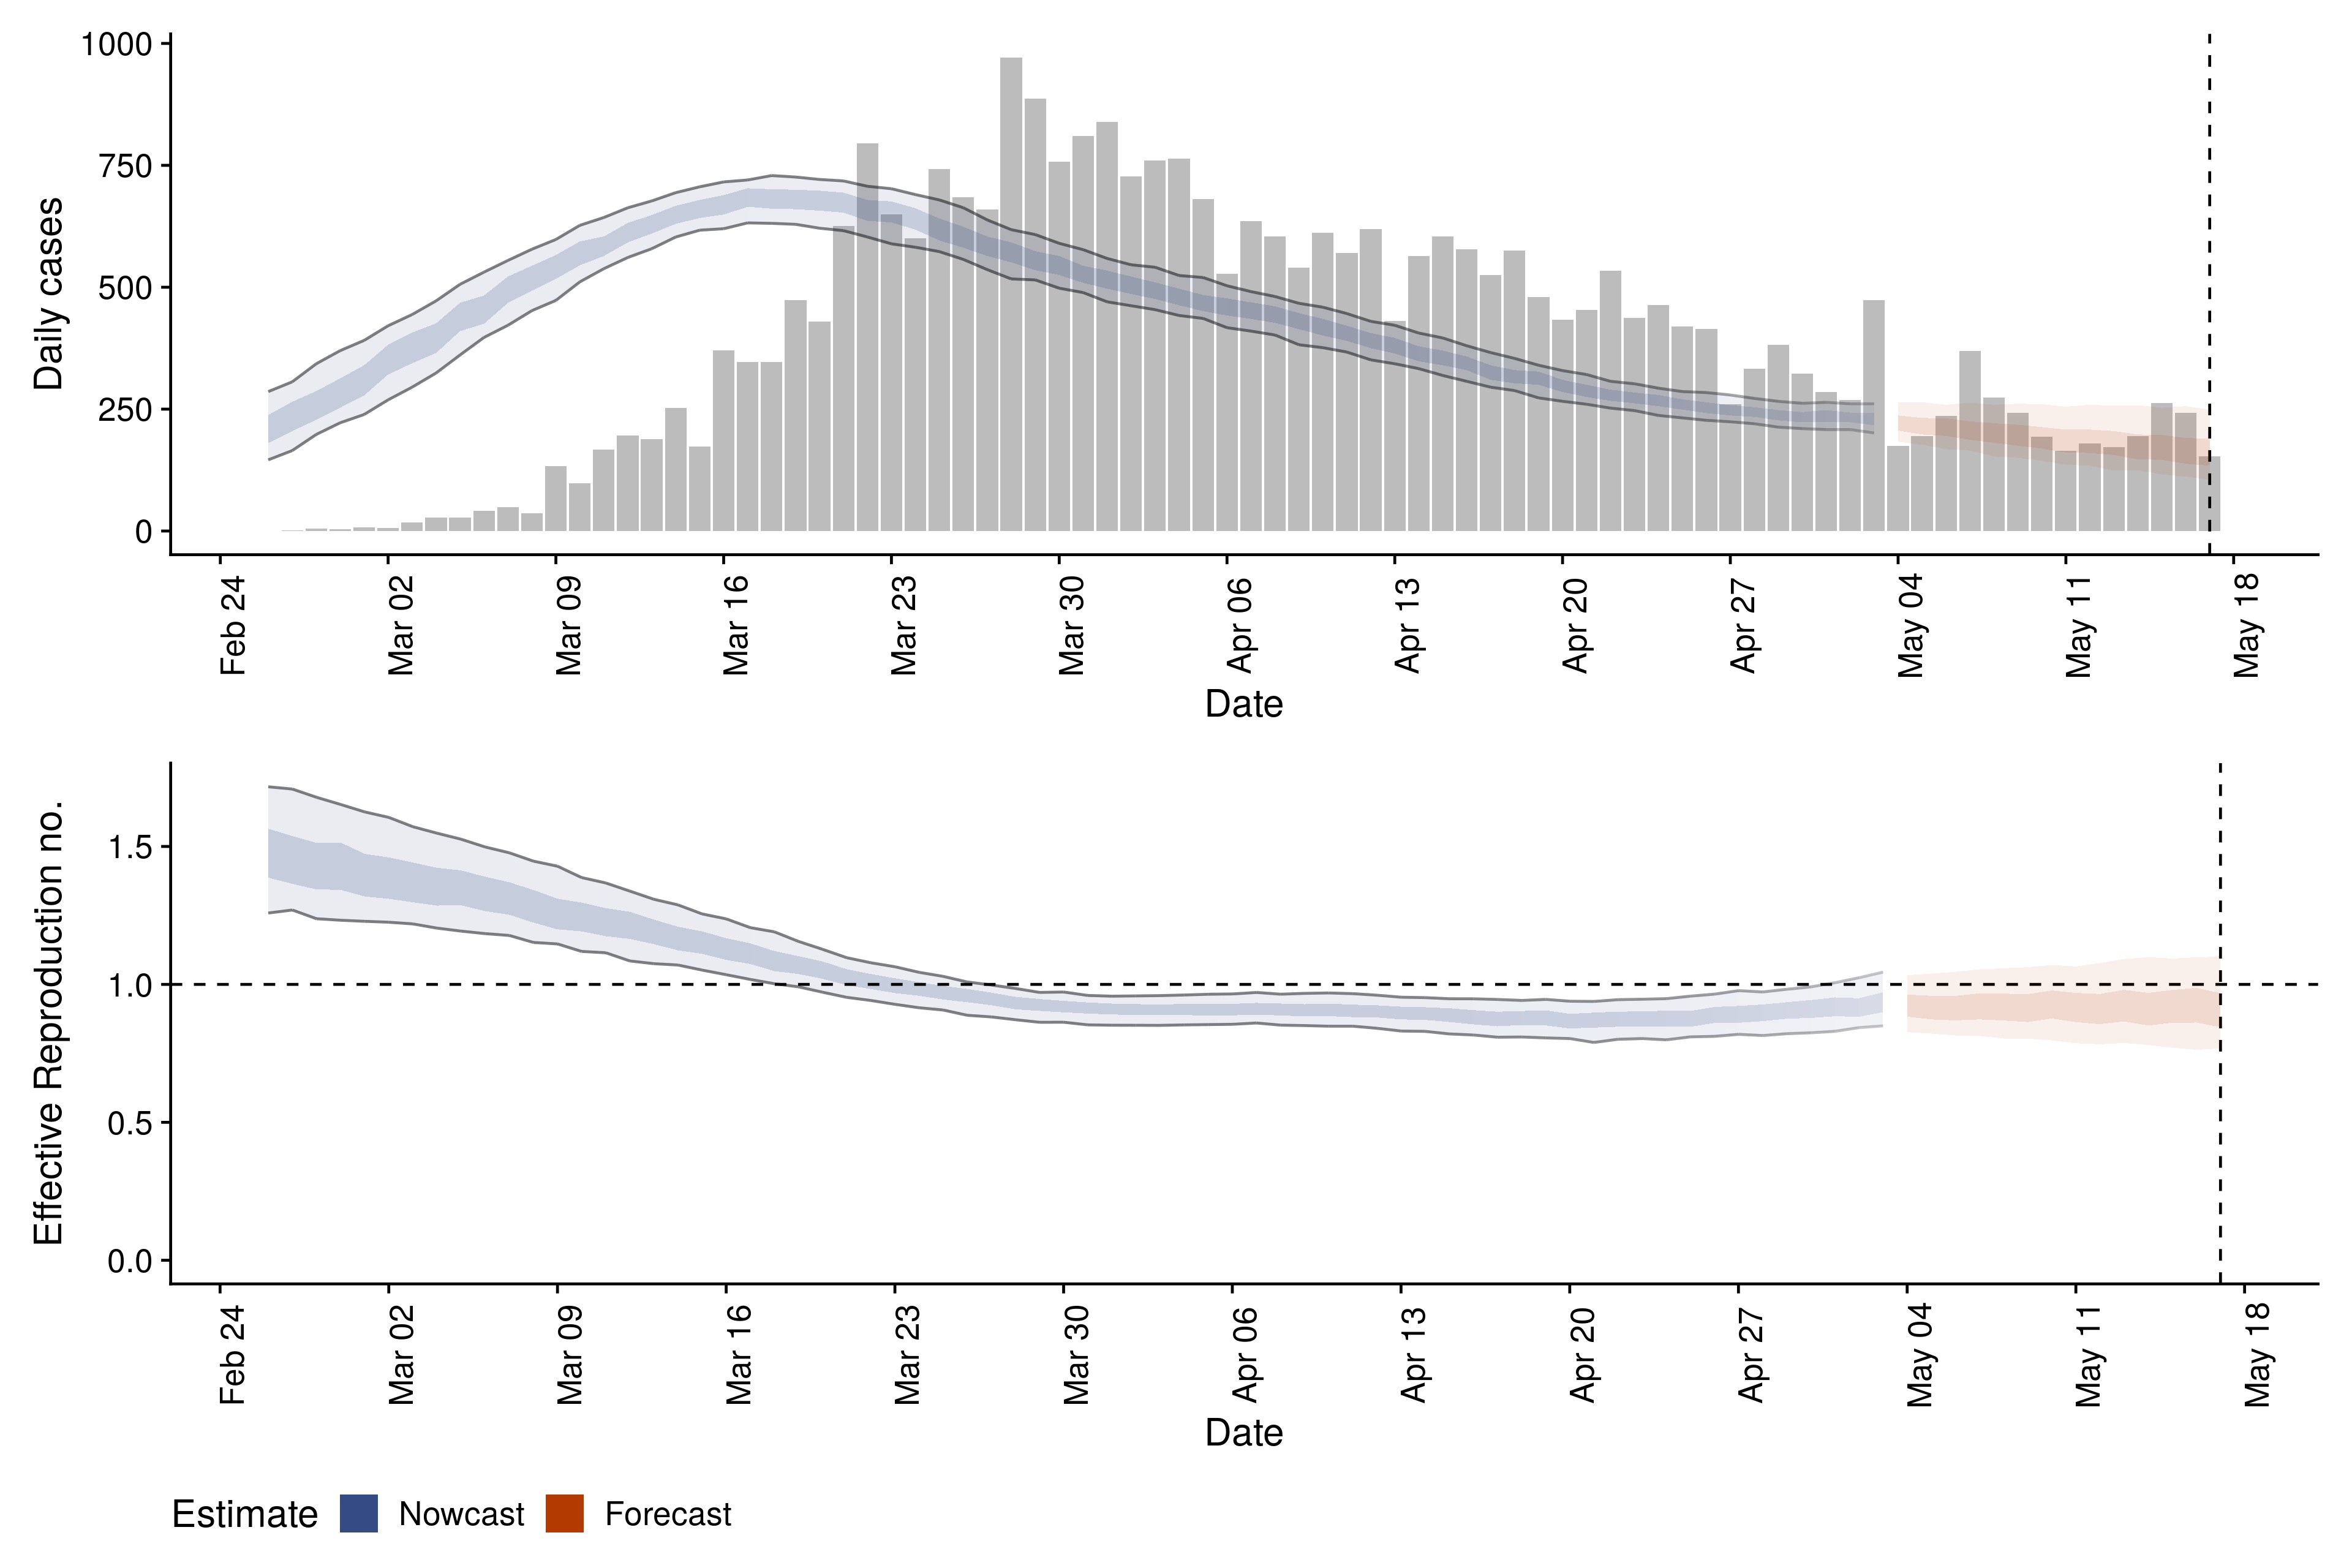 Daily cases
1000
750
500
250
0
Feb 24
Mar 02
Mar 09
Mar 16
Mar 23
Mar 30
Apr 06
Apr 13
Apr 20
Apr 27
May 04
May 11
May 18
Date
Effective Reproduction no.
1.5
1.0
0.5
0.0
Feb 24
Mar 02
Mar 09
Mar 16
Mar 23
Mar 30
Apr 06
Apr 13
Apr 20
Apr 27
May 04
May 11
May 18
Date
Estimate Nowcast Forecast